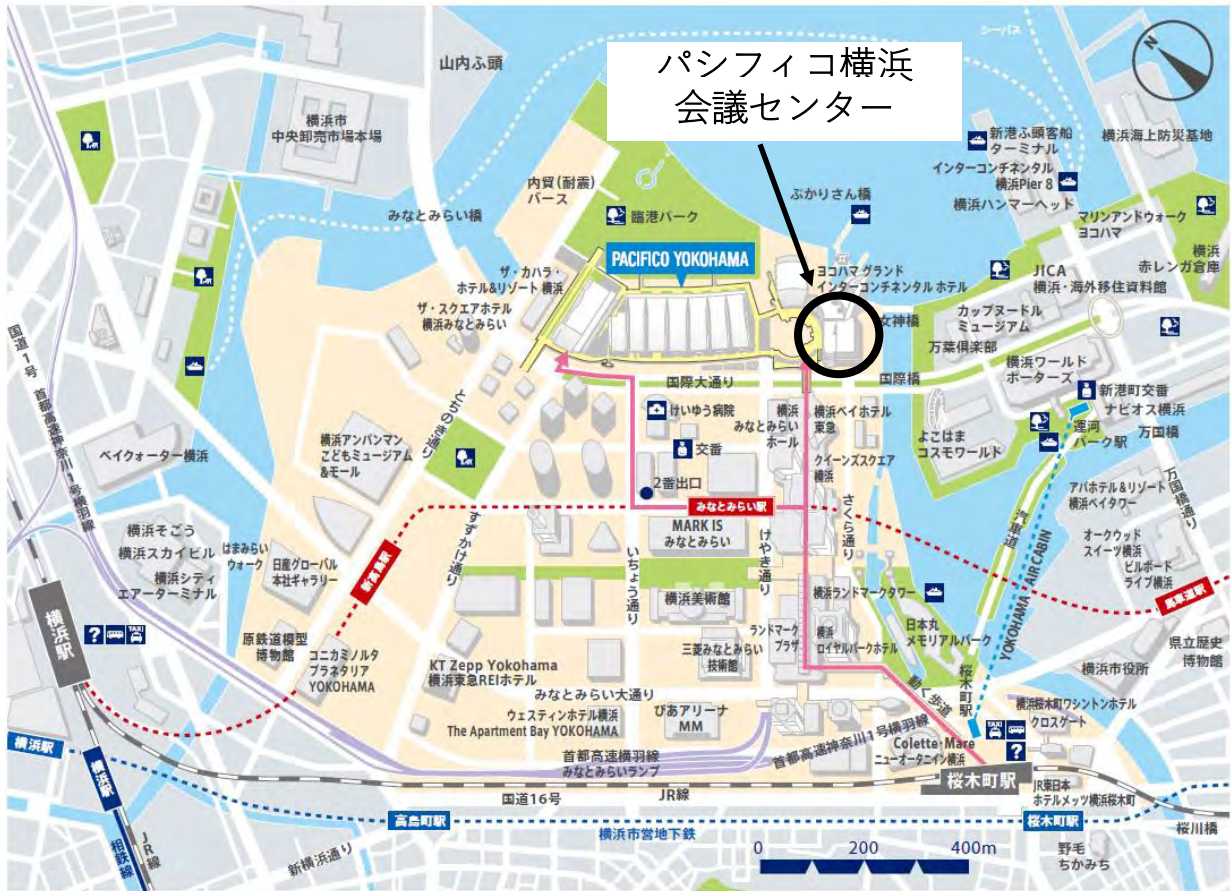 パシフィコ横浜
会議センター
シーバス
N
山内ふ頭
横浜市
中央卸売市場本場
新港ふ頭客船
ターミナル
横浜海上防災基地
インターコンチネンタル
横浜Pier 8
横浜ハンマーヘッド
内貿(耐震)
バース
みなとみらい橋
臨港パーク
ぷかりさん橋
マリンアンドウォーク
ヨコハマ
横浜
赤レンガ倉庫
PACIFICO YOKOHAMA
ザ・カハラ・
ホテル&リゾート 横浜
ヨコハマ グランド
インターコンチネンタル ホテル
JICA
横浜・海外移住資料館
ザ・スクエアホテル
横浜みなとみらい
女神橋
カップヌードル
ミュージアム
万葉倶楽部
国道1号
首都高速神奈川1号横羽線
国際大通り
国際橋
横浜ワールド
ポーターズ
新港町交番
ナビオス横浜
とちのき通り
けいゆう病院
横浜
みなとみらい
ホール
横浜ベイホテル
東急
運河
パーク駅
万国橋
よこはま
コスモワールド
ベイクォーター横浜
横浜アンパンマン
こどもミュージアム
&モール
交番
クイーンズスクエア
横浜
2番出口
みなとみらい駅
アパホテル&リゾート
横浜ベイタワー
万国橋通り
汽車道
YOKOHAMA AIR CABIN
横浜そごう
横浜スカイビル
横浜シティ
エアーターミナル
はまみらい
ウォーク
日産グローバル
本社ギャラリー
新高島駅
すずかけ通り
いちょう通り
MARK IS
みなとみらい
けやき通り
さくら通り
オークウッド
スイーツ横浜
ビルボード
ライブ横浜
馬車道駅
横浜駅
?
TAXI
横浜美術館
横浜ランドマークタワー
日本丸
メモリアルパーク
原鉄道模型
博物館
コニカミノルタ
プラネタリア
YOKOHAMA
ランドマーク
プラザ
横浜
ロイヤルパークホテル
三菱みなとみらい
技術館
県立歴史
博物館
横浜市役所
KT Zepp Yokohama
横浜東急REIホテル
みなとみらい大通り
動く歩道
桜木町駅
横浜桜木町ワシントンホテル
クロスゲート
ウェスティンホテル横浜
The Apartment Bay YOKOHAMA
ぴあアリーナ
MM
TAXI
?
首都高速横羽線
みなとみらいランプ
首都高速神奈川1号横羽線
Colette・Mare
ニューオータニイン横浜
横浜駅
横浜駅
桜木町駅
JR東日本
ホテルメッツ横浜桜木町
国道16号
JR線
高島町駅
横浜市営地下鉄
桜木町駅
桜川橋
相鉄線
JR線
新横浜通り
0 200 400m
野毛
ちかみち